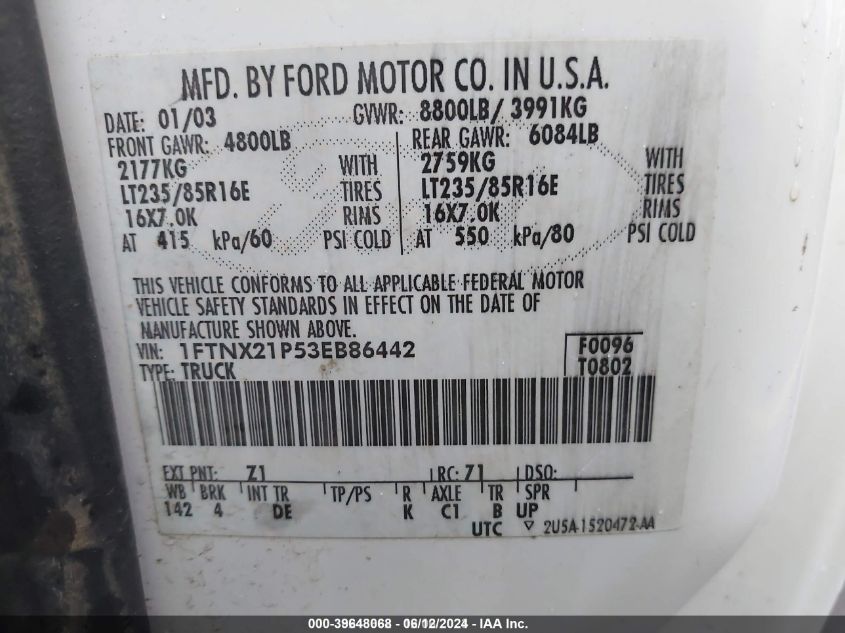 MFD. BY FORD MOTOR CO. IN U.S.A.
DATE: 01/03 GVWR: 8800LB/ 3991KG
FRONT GAWR: 4800LB REAR GAWR: 6084LB
2177KG WITH 2759KG WITH
LT235/85R16E TIRES LT235/85R16E TIRES
16X7.0K RIMS 16X7.0K RIMS
AT 415 kPa/60 PSI COLD AT 550 kPa/80 PSI COLD
THIS VEHICLE CONFORMS TO ALL APPLICABLE FEDERAL MOTOR
VEHICLE SAFETY STANDARDS IN EFFECT ON THE DATE OF
MANUFACTURE SHOWN ABOVE.
VIN: 1FTNX21P53EB86442 F0096
TYPE: TRUCK T0802
EXT PNT: Z1 RC: 71 DSO:
WB BRK INT TR TP/PS R AXLE TR SPR
142 4 DE K C1 B UP
UTC ▽ 2U5A-1520472-AA
000-39648068 - 06/12/2024 - IAA Inc.